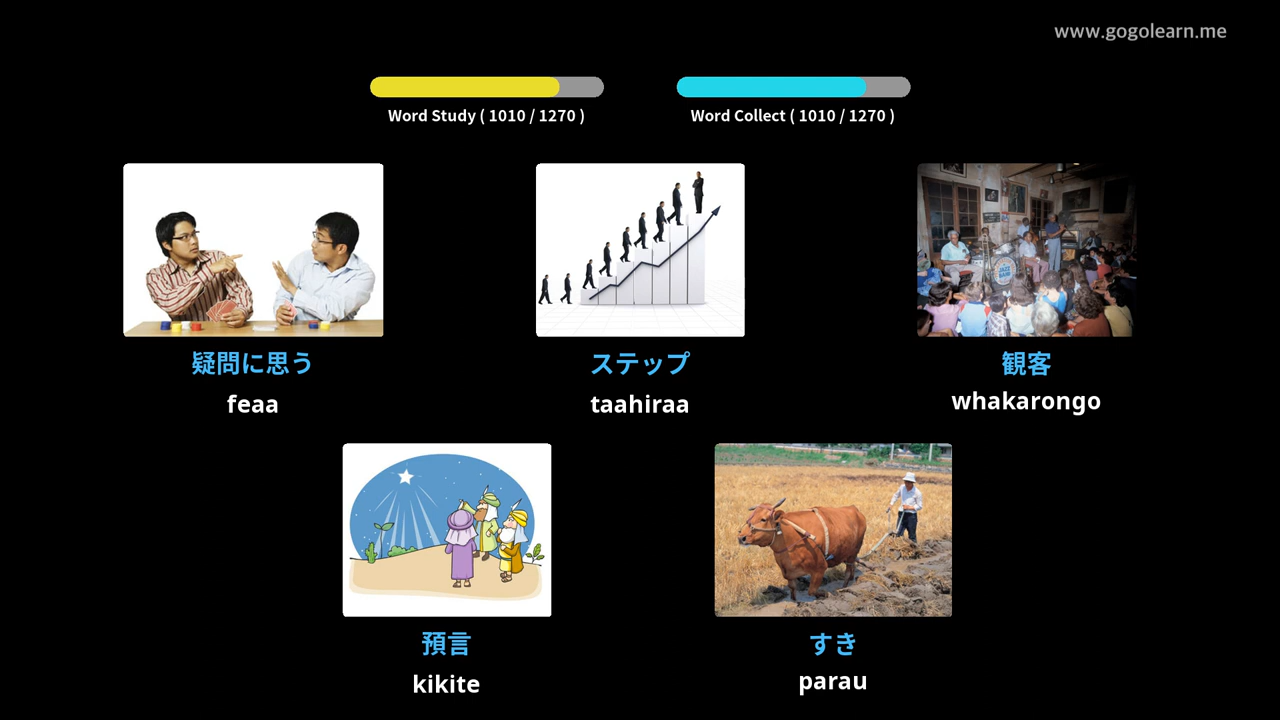 www.gogolearn.me
Word Study ( 1010 / 1270 )
Word Collect ( 1010 / 1270 )
疑問に思う
feaa
ステップ
taahiraa
観客
whakarongo
預言
kikite
すき
parau